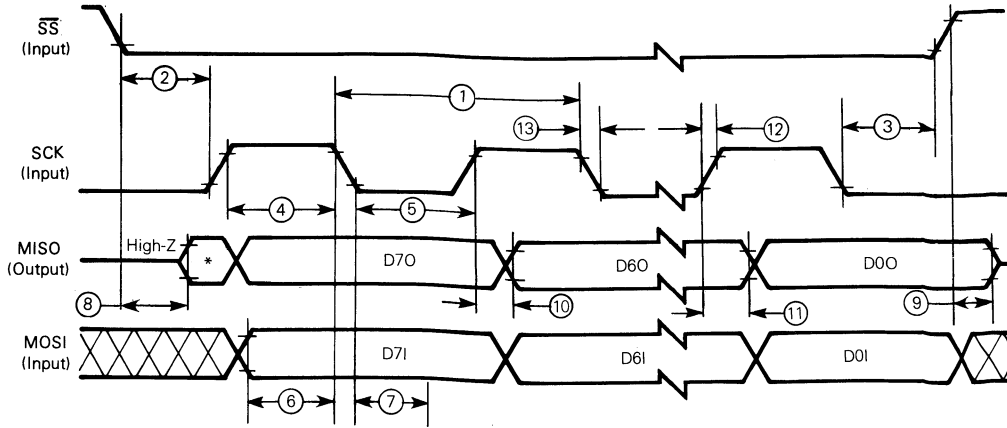 SS
(Input)
2
1
13
12
3
SCK
(Input)
4
5
MISO
(Output)
High-Z
*
D7O
D6O
D0O
8
10
11
9
MOSI
(Input)
D7I
D6I
D0I
6
7